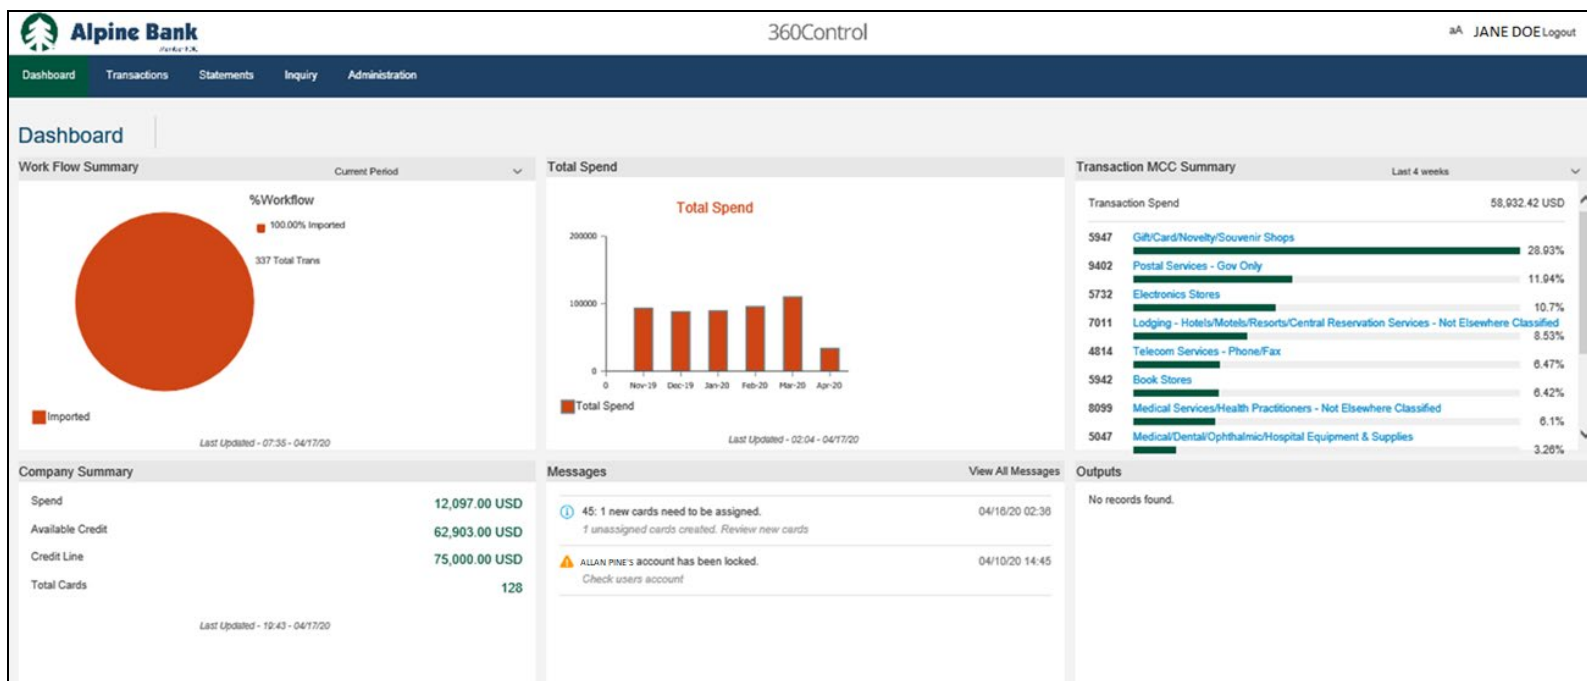 Alpine Bank
Member FDIC
360Control
aA JANE DOE Logout
Dashboard Transactions Statements Inquiry Administration
Dashboard
Work Flow Summary Current Period
%Workflow
100.00% Imported
337 Total Trans
Imported
Last Updated - 07:35 - 04/17/20
Total Spend
Total Spend
200000
100000
0
0 Nov-19 Dec-19 Jan-20 Feb-20 Mar-20 Apr-20
Total Spend
Last Updated - 02:04 - 04/17/20
Transaction MCC Summary Last 4 weeks
Transaction Spend 58,932.42 USD
5947 Gift/Card/Novelty/Souvenir Shops
28.93%
9402 Postal Services - Gov Only
11.94%
5732 Electronics Stores
10.7%
7011 Lodging - Hotels/Motels/Resorts/Central Reservation Services - Not Elsewhere Classified
8.53%
4814 Telecom Services - Phone/Fax
6.47%
5942 Book Stores
6.42%
8099 Medical Services/Health Practitioners - Not Elsewhere Classified
6.1%
5047 Medical/Dental/Ophthalmic/Hospital Equipment & Supplies
3.26%
Company Summary
Spend 12,097.00 USD
Available Credit 62,903.00 USD
Credit Line 75,000.00 USD
Total Cards 128
Last Updated - 19:43 - 04/17/20
Messages View All Messages
45: 1 new cards need to be assigned. 04/16/20 02:36
1 unassigned cards created. Review new cards
ALLAN PINE'S account has been locked. 04/10/20 14:45
Check users account
Outputs
No records found.